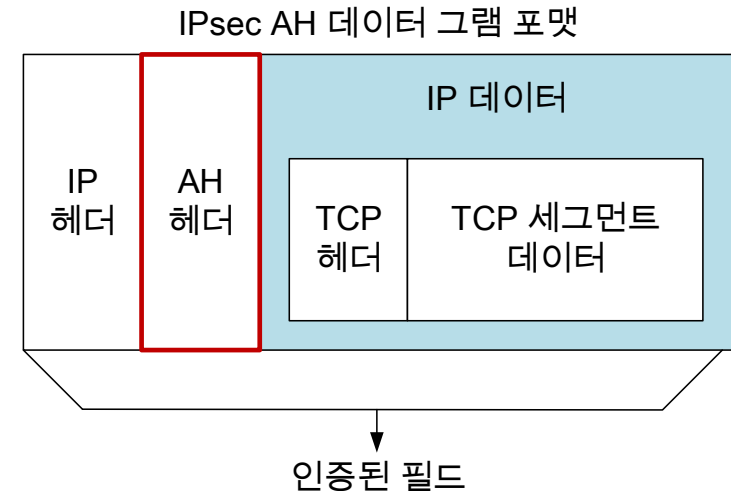 IPsec AH 데이터 그램 포맷
IP 데이터
IP
헤더
AH
헤더
TCP
헤더
TCP 세그먼트
데이터
인증된 필드